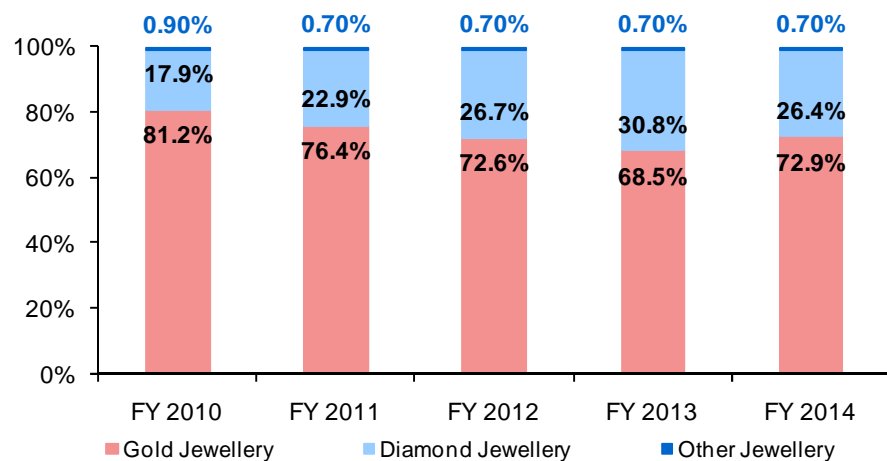 0.90% 0.70% 0.70% 0.70% 0.70%
100%
17.9% 22.9% 26.7% 30.8% 26.4%
80%
81.2% 76.4% 72.6% 68.5% 72.9%
60%
40%
20%
0%
FY 2010 FY 2011 FY 2012 FY 2013 FY 2014
Gold Jewellery Diamond Jewellery Other Jewellery